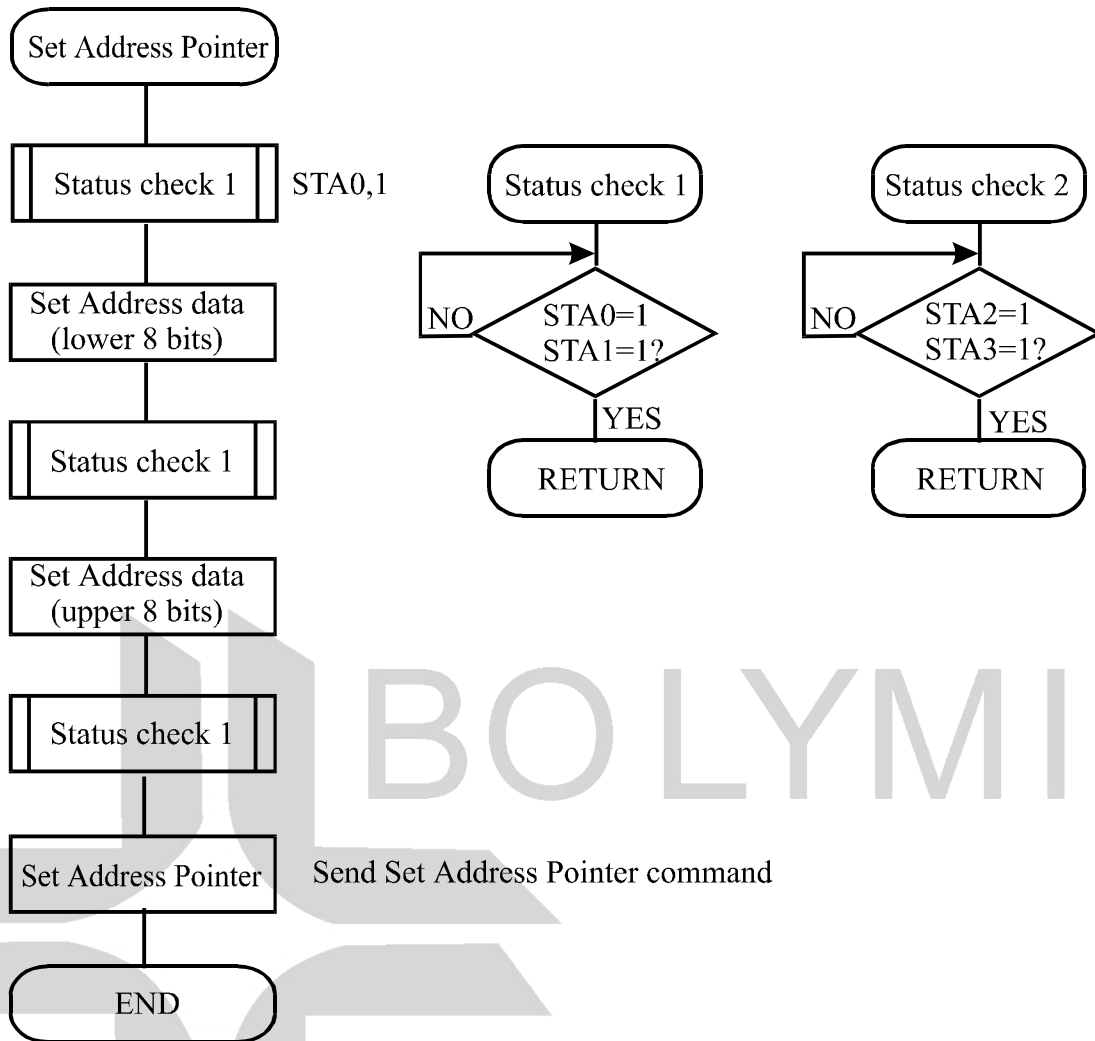 Set Address Pointer
Status check 1
STA0,1
Set Address data
(lower 8 bits)
Status check 1
Set Address data
(upper 8 bits)
Status check 1
Set Address Pointer
Send Set Address Pointer command
END
Status check 1
NO
STA0=1
STA1=1?
YES
RETURN
Status check 2
NO
STA2=1
STA3=1?
YES
RETURN
BOLYMI